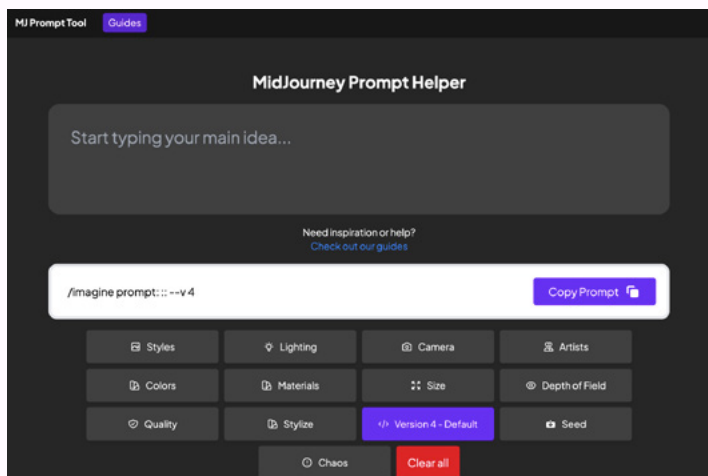 MJ Prompt Tool Guides
MidJourney Prompt Helper
Start typing your main idea...
Need inspiration or help?
Check out our guides
/imagine prompt: :: --v 4 Copy Prompt
Styles Lighting Camera Artists
Colors Materials Size Depth of Field
Quality Stylize </> Version 4 - Default Seed
Chaos Clear all